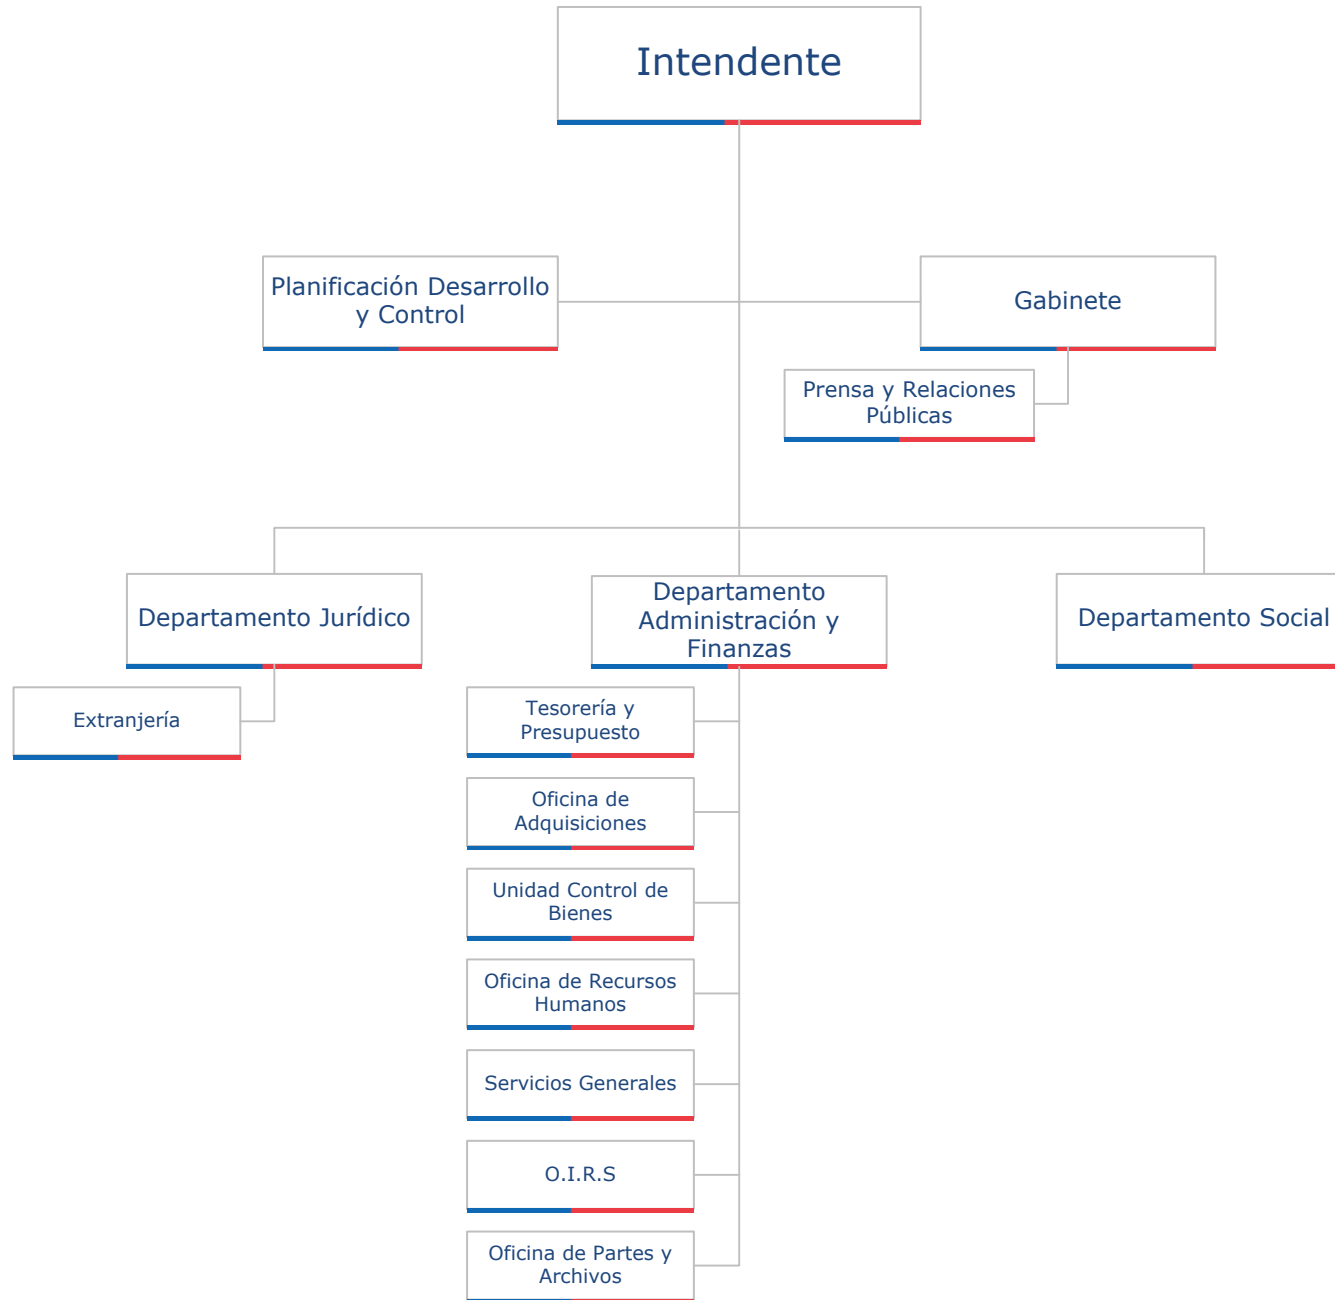 Intendente
Planificación Desarrollo
y Control
Gabinete
Prensa y Relaciones
Públicas
Departamento Jurídico
Departamento
Administración y
Finanzas
Departamento Social
Extranjería
Tesorería y
Presupuesto
Oficina de
Adquisiciones
Unidad Control de
Bienes
Oficina de Recursos
Humanos
Servicios Generales
O.I.R.S
Oficina de Partes y
Archivos